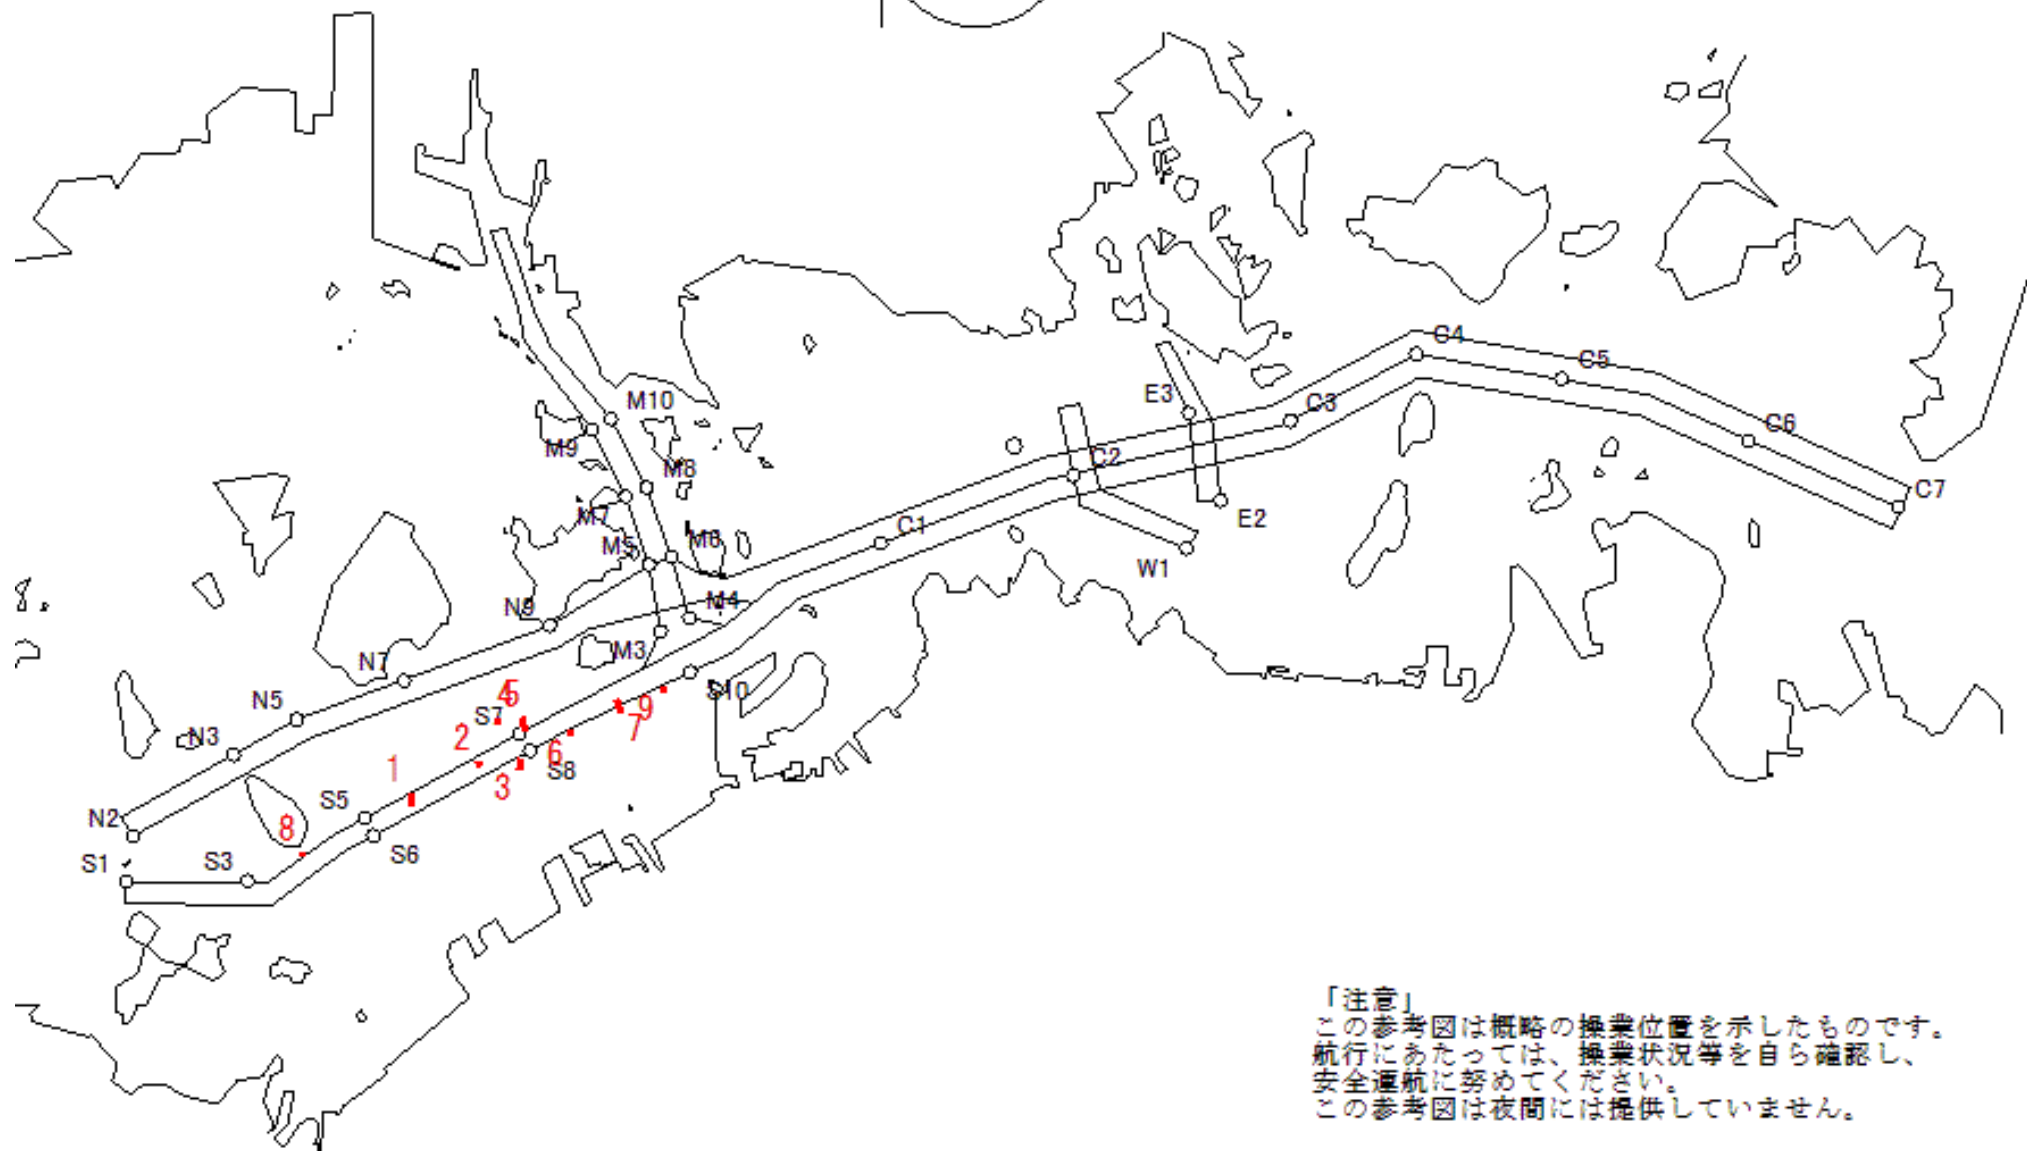 C4
C5
E3
M10
C3
C6
M9
C2
M8
C7
E2
M7
C1
M5
M6
W1
N9
M4
M3
N7
S10
N5
4
5
9
S7
7
N3
2
6
1
S8
3
S5
N2
8
S6
S1
S3
「注意」
この参考図は概略の操業位置を示したものです。
航行にあたっては、操業状況等を自ら確認し、
安全運航に努めてください。
この参考図は夜間には提供していません。